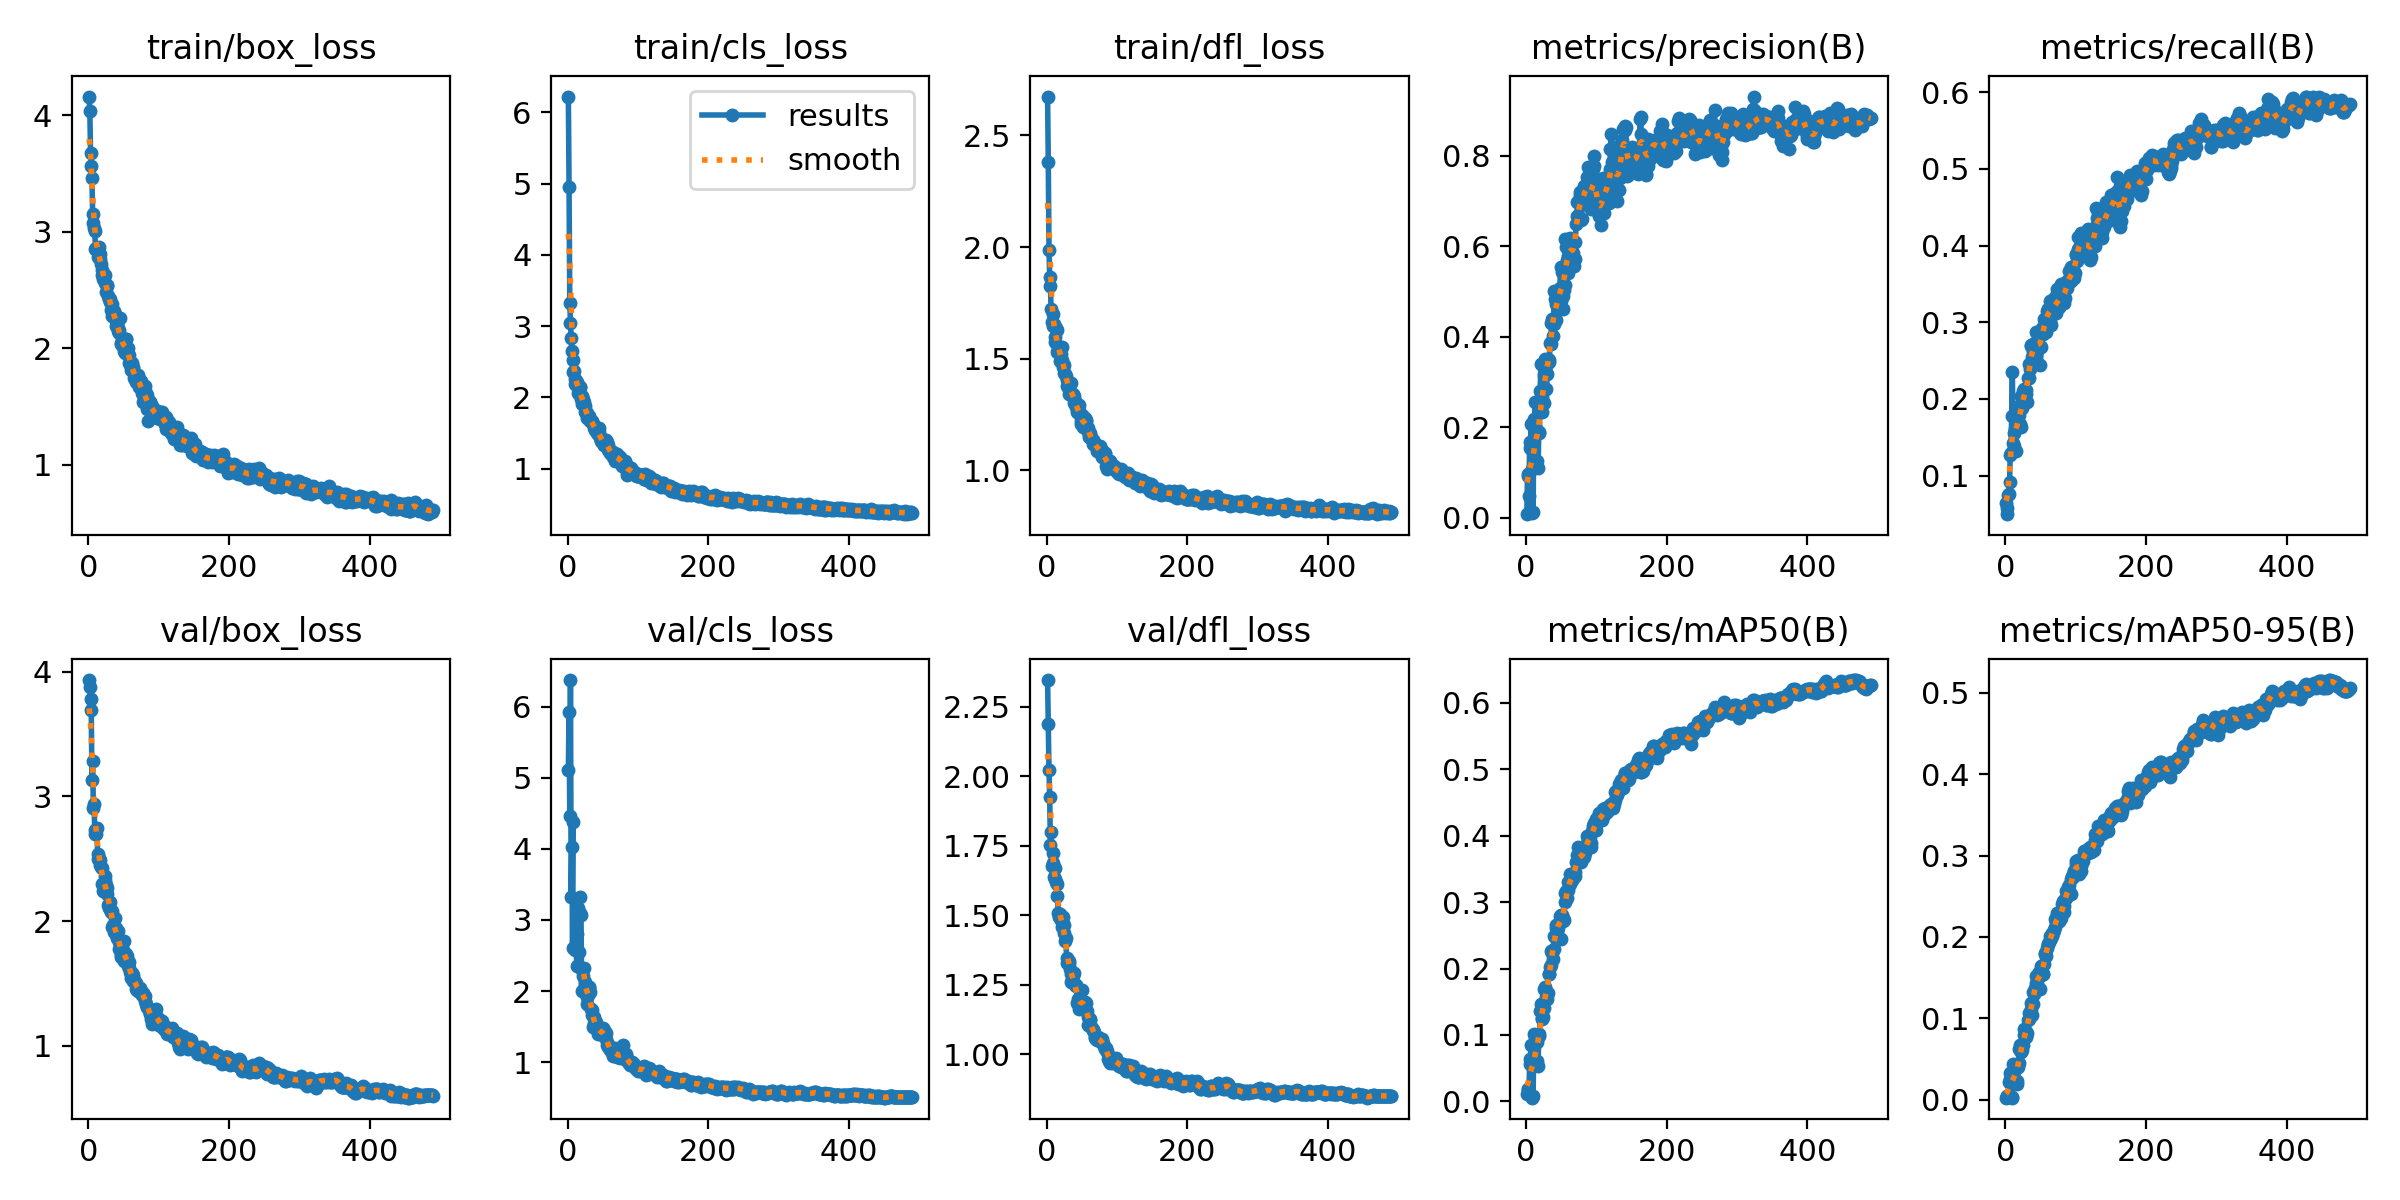 train/box_loss
4
3
2
1
0 200 400
train/cls_loss
results
smooth
6
5
4
3
2
1
0 200 400
train/dfl_loss
2.5
2.0
1.5
1.0
0 200 400
metrics/precision(B)
0.8
0.6
0.4
0.2
0.0
0 200 400
metrics/recall(B)
0.6
0.5
0.4
0.3
0.2
0.1
0 200 400
val/box_loss
4
3
2
1
0 200 400
val/cls_loss
6
5
4
3
2
1
0 200 400
val/dfl_loss
2.25
2.00
1.75
1.50
1.25
1.00
0 200 400
metrics/mAP50(B)
0.6
0.5
0.4
0.3
0.2
0.1
0.0
0 200 400
metrics/mAP50-95(B)
0.5
0.4
0.3
0.2
0.1
0.0
0 200 400